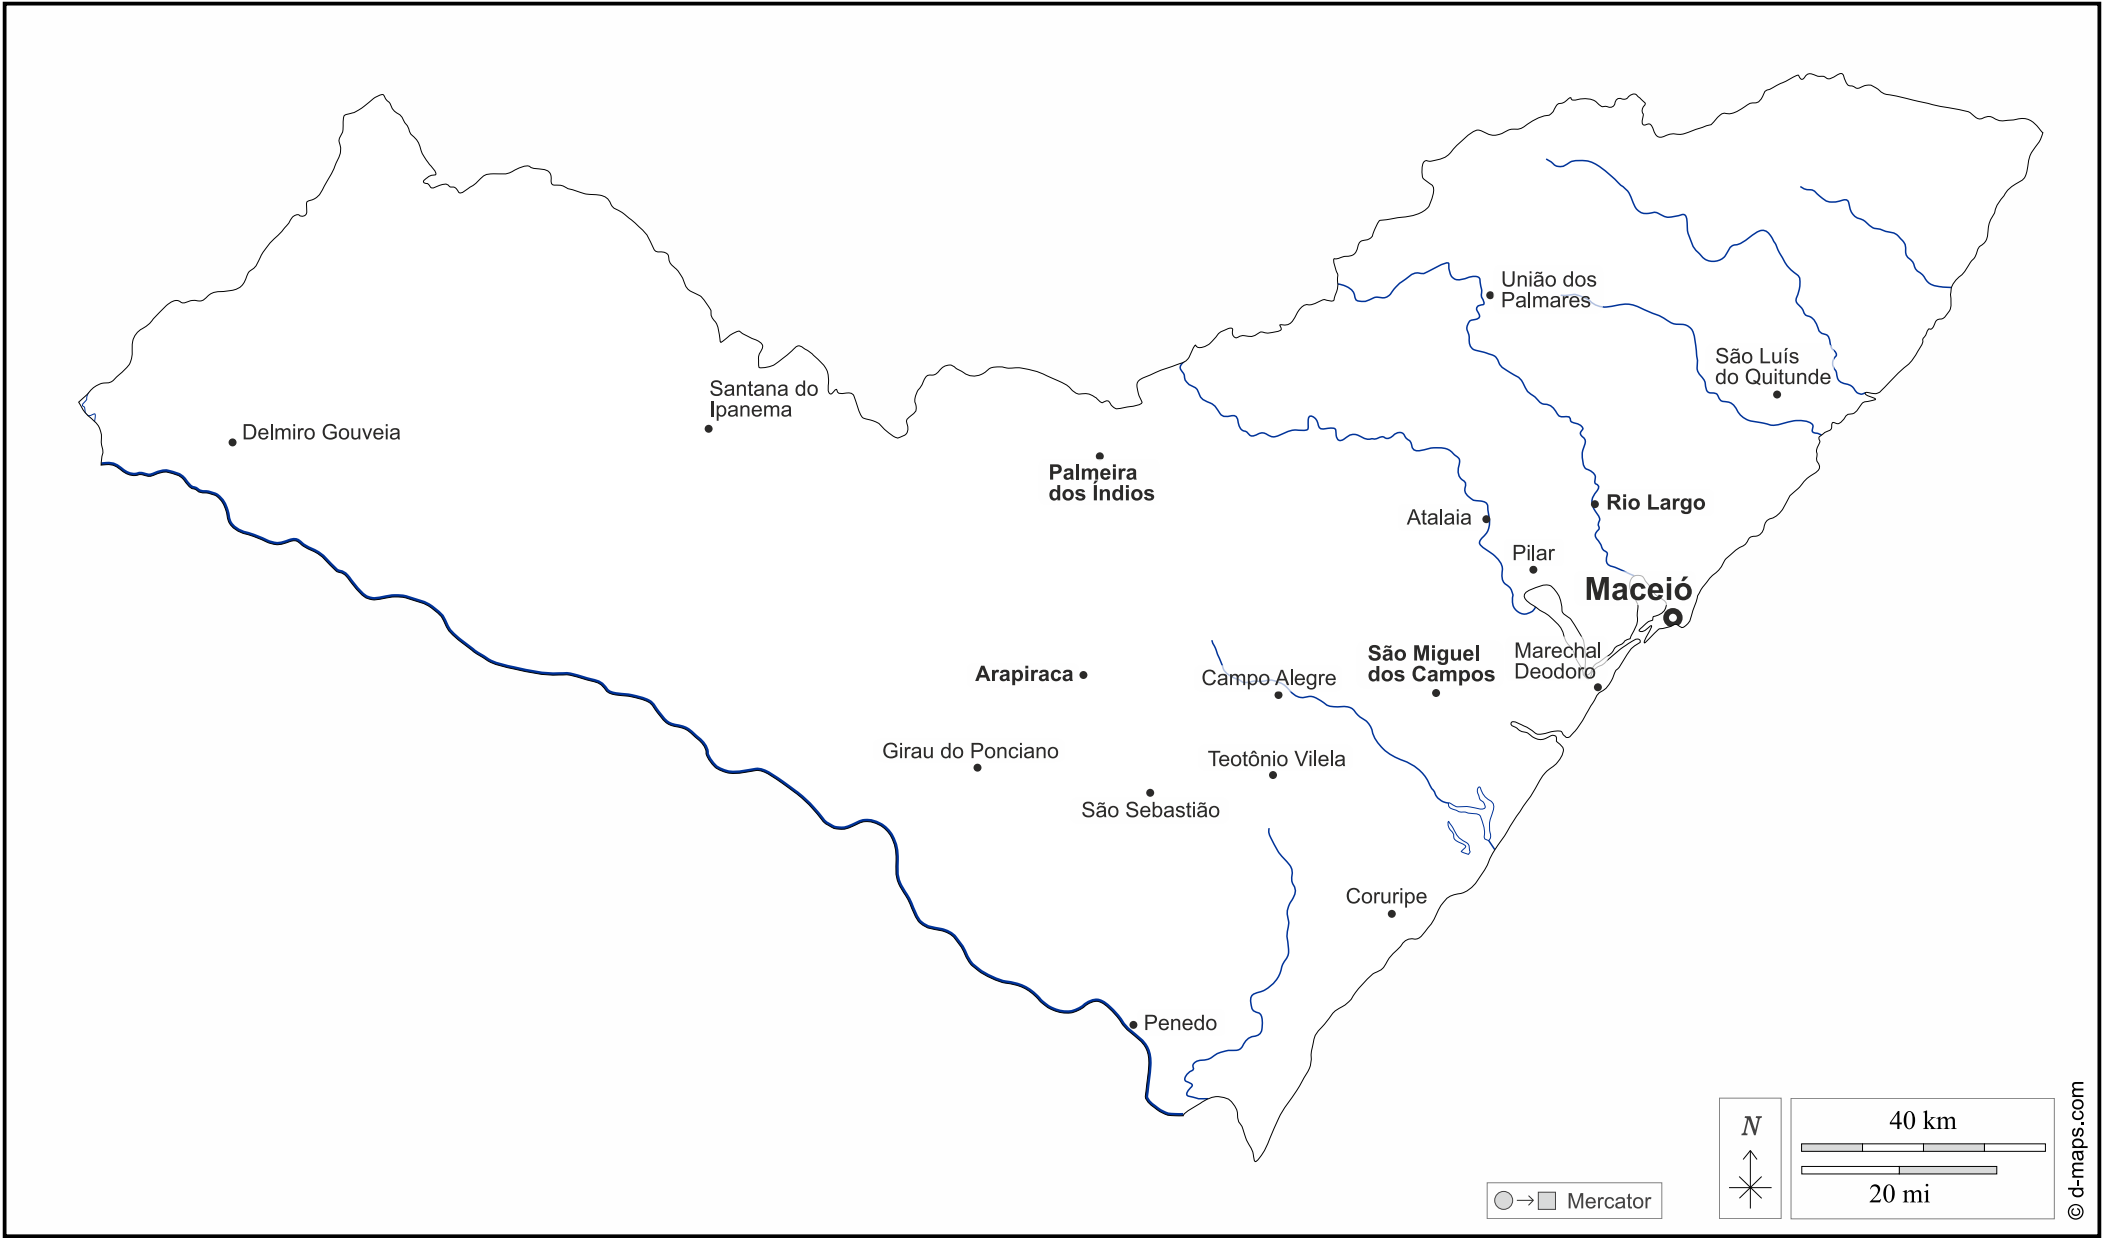 União dos
Palmares
São Luís
do Quitunde
Santana do
Ipanema
Delmiro Gouveia
Palmeira
dos Índios
Rio Largo
Atalaia
Pilar
Maceió
São Miguel
dos Campos
Marechal
Deodoro
Arapiraca
Campo Alegre
Girau do Ponciano
Teotônio Vilela
São Sebastião
Coruripe
Penedo
N
40 km
20 mi
Mercator
© d-maps.com